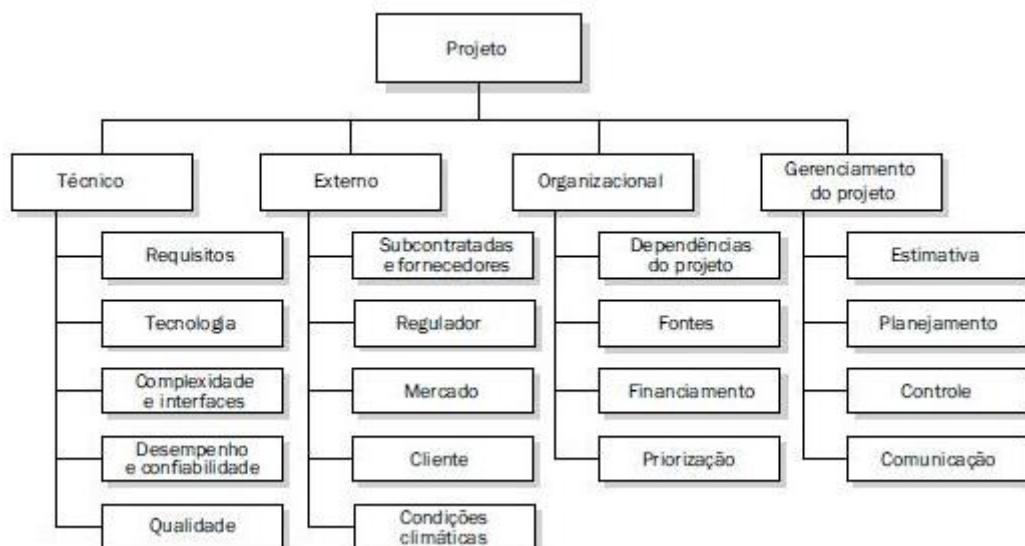 Projeto
Técnico
Externo
Organizacional
Gerenciamento
do projeto
Requisitos
Tecnologia
Complexidade
e interfaces
Desempenho
e confiabilidade
Qualidade
Subcontratadas
e fornecedores
Regulador
Mercado
Cliente
Condições
climáticas
Dependências
do projeto
Fontes
Financiamento
Priorização
Estimativa
Planejamento
Controle
Comunicação